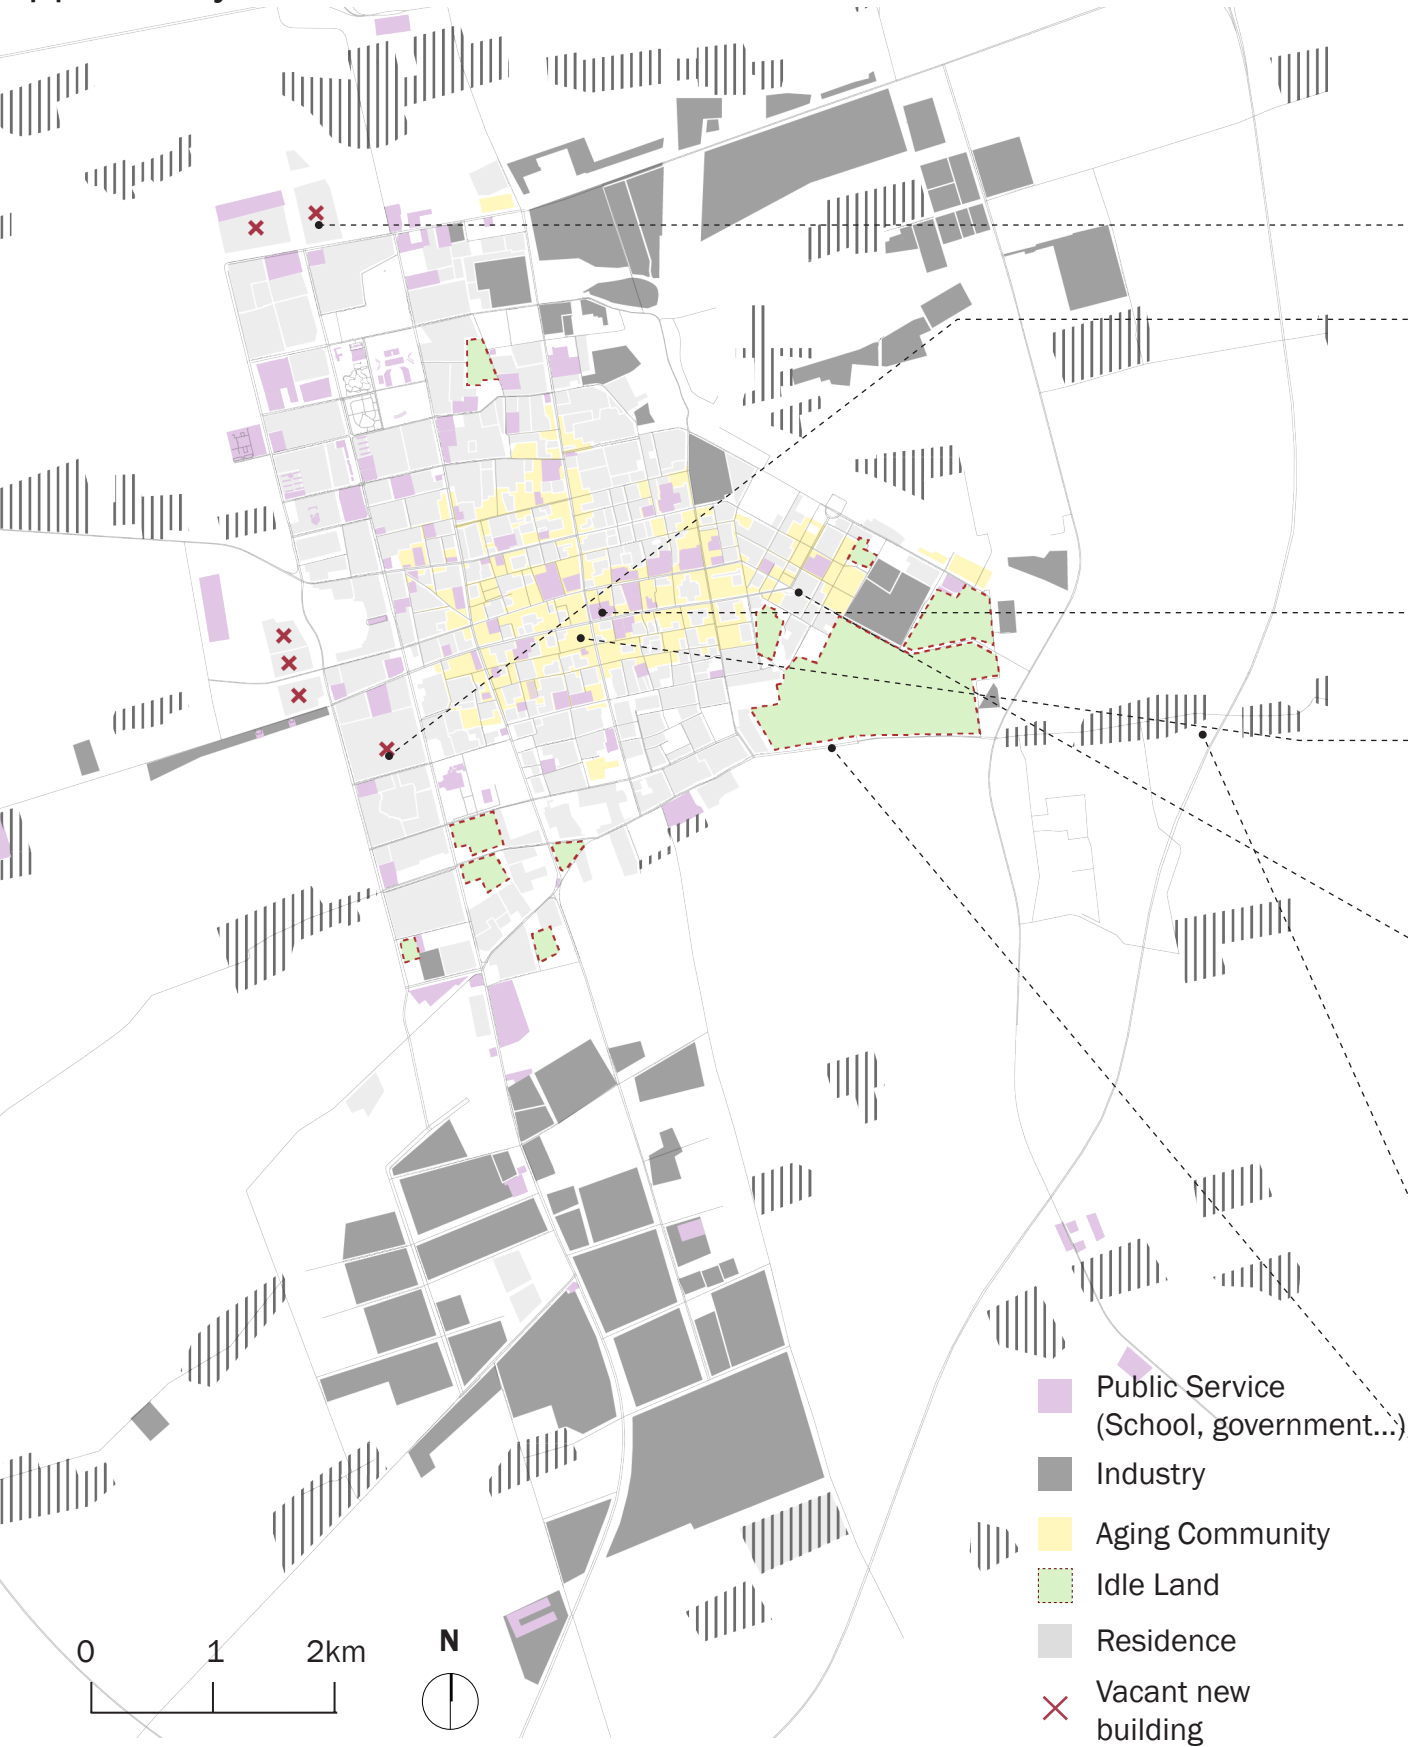 Public Service
(School, government...)
Industry
Aging Community
Idle Land
Residence
Vacant new
building
0 1 2km
N